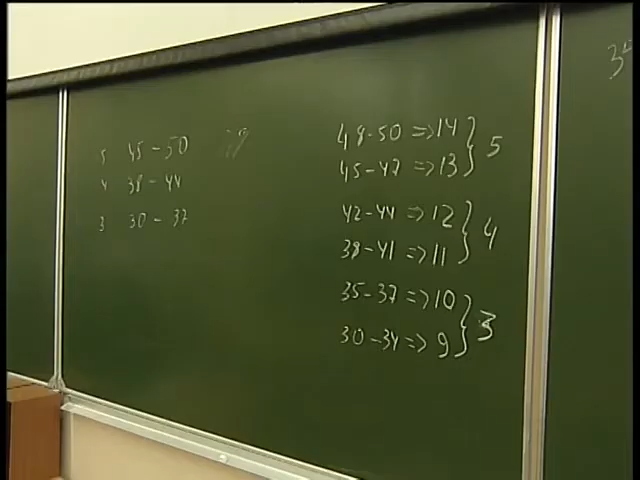 5 45 - 50
4 38 - 44
3 30 - 37
48-50 => 14 } 5
45-47 => 13
42-44 => 12 } 4
38-41 => 11
35-37 => 10 } 3
30-34 => 9